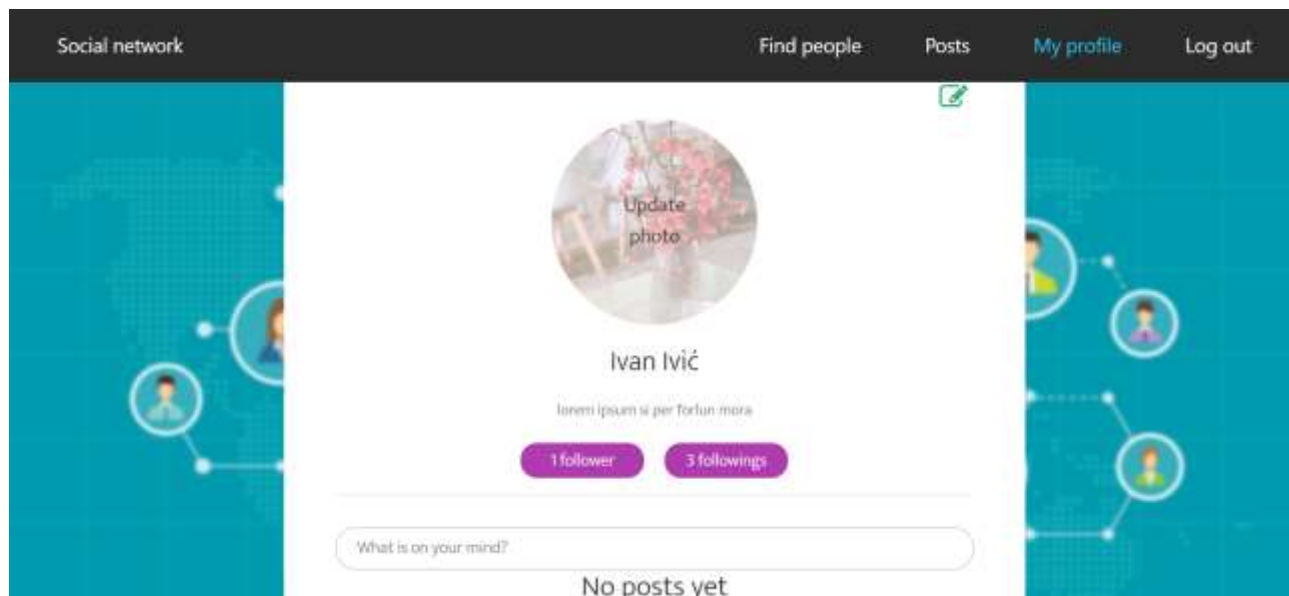 Social network
Find people
Posts
My profile
Log out
Update
photo
Ivan Ivić
lorem ipsum si per forlun mora
1 follower
3 followings
What is on your mind?
No posts yet